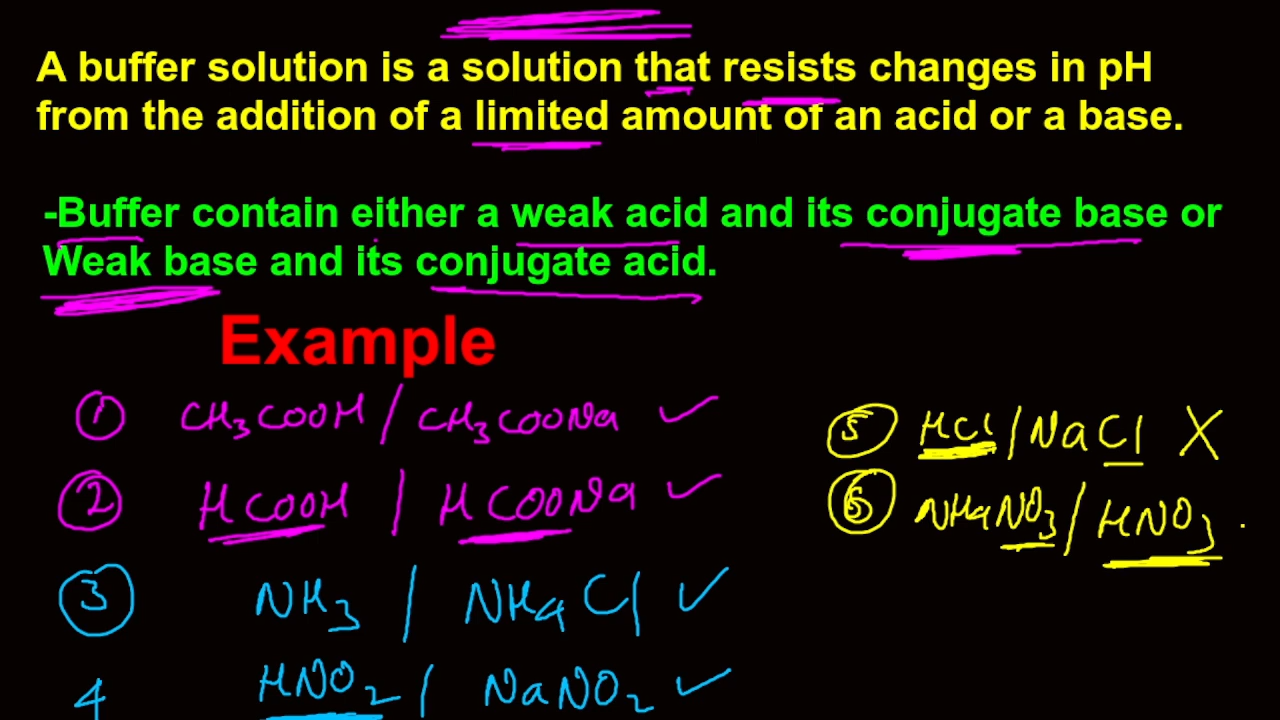 A buffer solution is a solution that resists changes in pH
from the addition of a limited amount of an acid or a base.
-Buffer contain either a weak acid and its conjugate base or
Weak base and its conjugate acid.
Example
① CH₃COOH / CH₃COONa ✓
② HCOOH / HCOONa ✓
③ NH₃ / NH₄Cl ✓
4 HNO₂ / NaNO₂ ✓
⑤ HCl / NaCl X
⑥ NH₄NO₃ / HNO₃ .